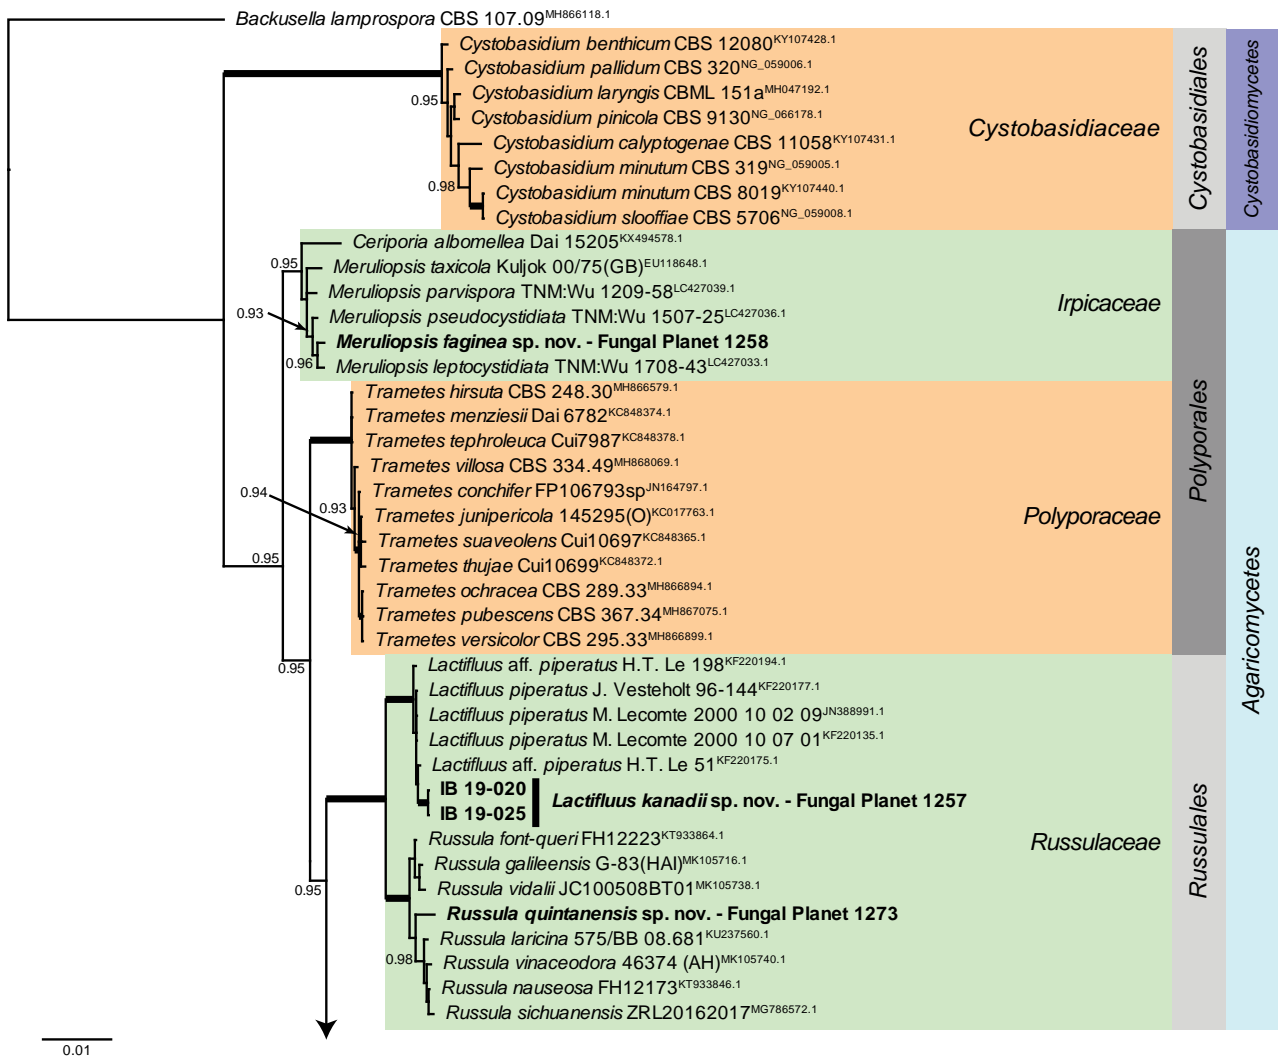 Backusella lamprospora CBS 107.09MH866118.1
Cystobasidium benthicum CBS 12080KY107428.1
Cystobasidium pallidum CBS 320NG_059006.1
0.95
Cystobasidium laryngis CBML 151aMH047192.1
Cystobasidium pinicola CBS 9130NG_066178.1
Cystobasidiaceae
Cystobasidiales
Cystobasidiomycetes
Cystobasidium calyptogenae CBS 11058KY107431.1
Cystobasidium minutum CBS 319NG_059005.1
0.98
Cystobasidium minutum CBS 8019KY107440.1
Cystobasidium slooffiae CBS 5706NG_059008.1
Ceriporia albomellea Dai 15205KX494578.1
0.95
Meruliopsis taxicola Kuljok 00/75(GB)EU118648.1
Meruliopsis parvispora TNM:Wu 1209-58LC427039.1
Irpicaceae
0.93
Meruliopsis pseudocystidiata TNM:Wu 1507-25LC427036.1
Meruliopsis faginea sp. nov. - Fungal Planet 1258
0.96
Meruliopsis leptocystidiata TNM:Wu 1708-43LC427033.1
Trametes hirsuta CBS 248.30MH866579.1
Trametes menziesii Dai 6782KC848374.1
Polyporales
Trametes tephroleuca Cui7987KC848378.1
Trametes villosa CBS 334.49MH868069.1
0.94
Trametes conchifer FP106793spJN164797.1
0.93
Trametes junipericola 145295(O)KC017763.1
Polyporaceae
Trametes suaveolens Cui10697KC848365.1
0.95
Trametes thujae Cui10699KC848372.1
Trametes ochracea CBS 289.33MH866894.1
Trametes pubescens CBS 367.34MH867075.1
Agaricomycetes
Trametes versicolor CBS 295.33MH866899.1
0.95
Lactifluus aff. piperatus H.T. Le 198KF220194.1
Lactifluus piperatus J. Vesteholt 96-144KF220177.1
Lactifluus piperatus M. Lecomte 2000 10 02 09JN388991.1
Lactifluus piperatus M. Lecomte 2000 10 07 01KF220135.1
Lactifluus aff. piperatus H.T. Le 51KF220175.1
IB 19-020
Lactifluus kanadii sp. nov. - Fungal Planet 1257
IB 19-025
Russula font-queri FH12223KT933864.1
Russulaceae
Russulales
Russula galileensis G-83(HAI)MK105716.1
0.95
Russula vidalii JC100508BT01MK105738.1
Russula quintanensis sp. nov. - Fungal Planet 1273
Russula laricina 575/BB 08.681KU237560.1
0.98
Russula vinaceodora 46374 (AH)MK105740.1
Russula nauseosa FH12173KT933846.1
Russula sichuanensis ZRL20162017MG786572.1
0.01